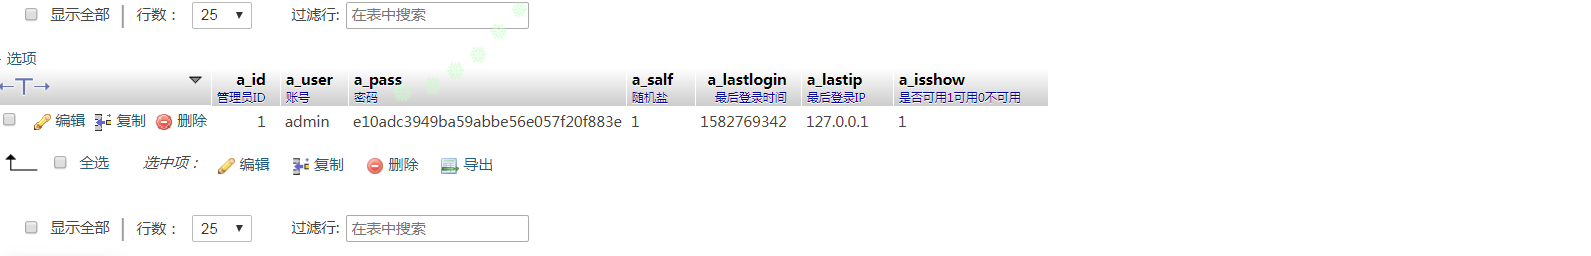 显示全部 行数： 25 过滤行: 在表中搜索
选项
a_id a_user a_pass a_salf a_lastlogin a_lastip a_isshow
管理员ID 账号 密码 随机盐 最后登录时间 最后登录IP 是否可用1可用0不可用
编辑 复制 删除 1 admin e10adc3949ba59abbe56e057f20f883e 1 1582769342 127.0.0.1 1
全选 选中项： 编辑 复制 删除 导出
显示全部 行数： 25 过滤行: 在表中搜索